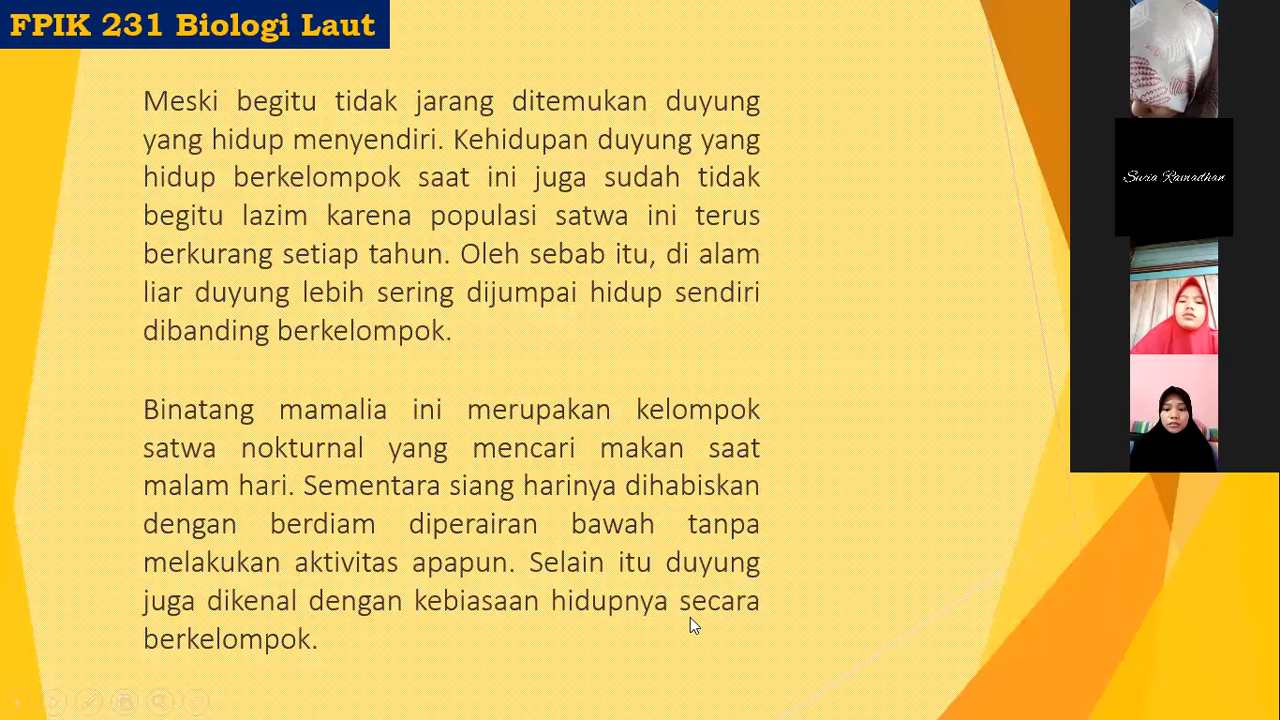 FPIK 231 Biologi Laut
Meski begitu tidak jarang ditemukan duyung
yang hidup menyendiri. Kehidupan duyung yang
hidup berkelompok saat ini juga sudah tidak
begitu lazim karena populasi satwa ini terus
berkurang setiap tahun. Oleh sebab itu, di alam
liar duyung lebih sering dijumpai hidup sendiri
dibanding berkelompok.
Binatang mamalia ini merupakan kelompok
satwa nokturnal yang mencari makan saat
malam hari. Sementara siang harinya dihabiskan
dengan berdiam diperairan bawah tanpa
melakukan aktivitas apapun. Selain itu duyung
juga dikenal dengan kebiasaan hidupnya secara
berkelompok.
Sucia Ramadhan